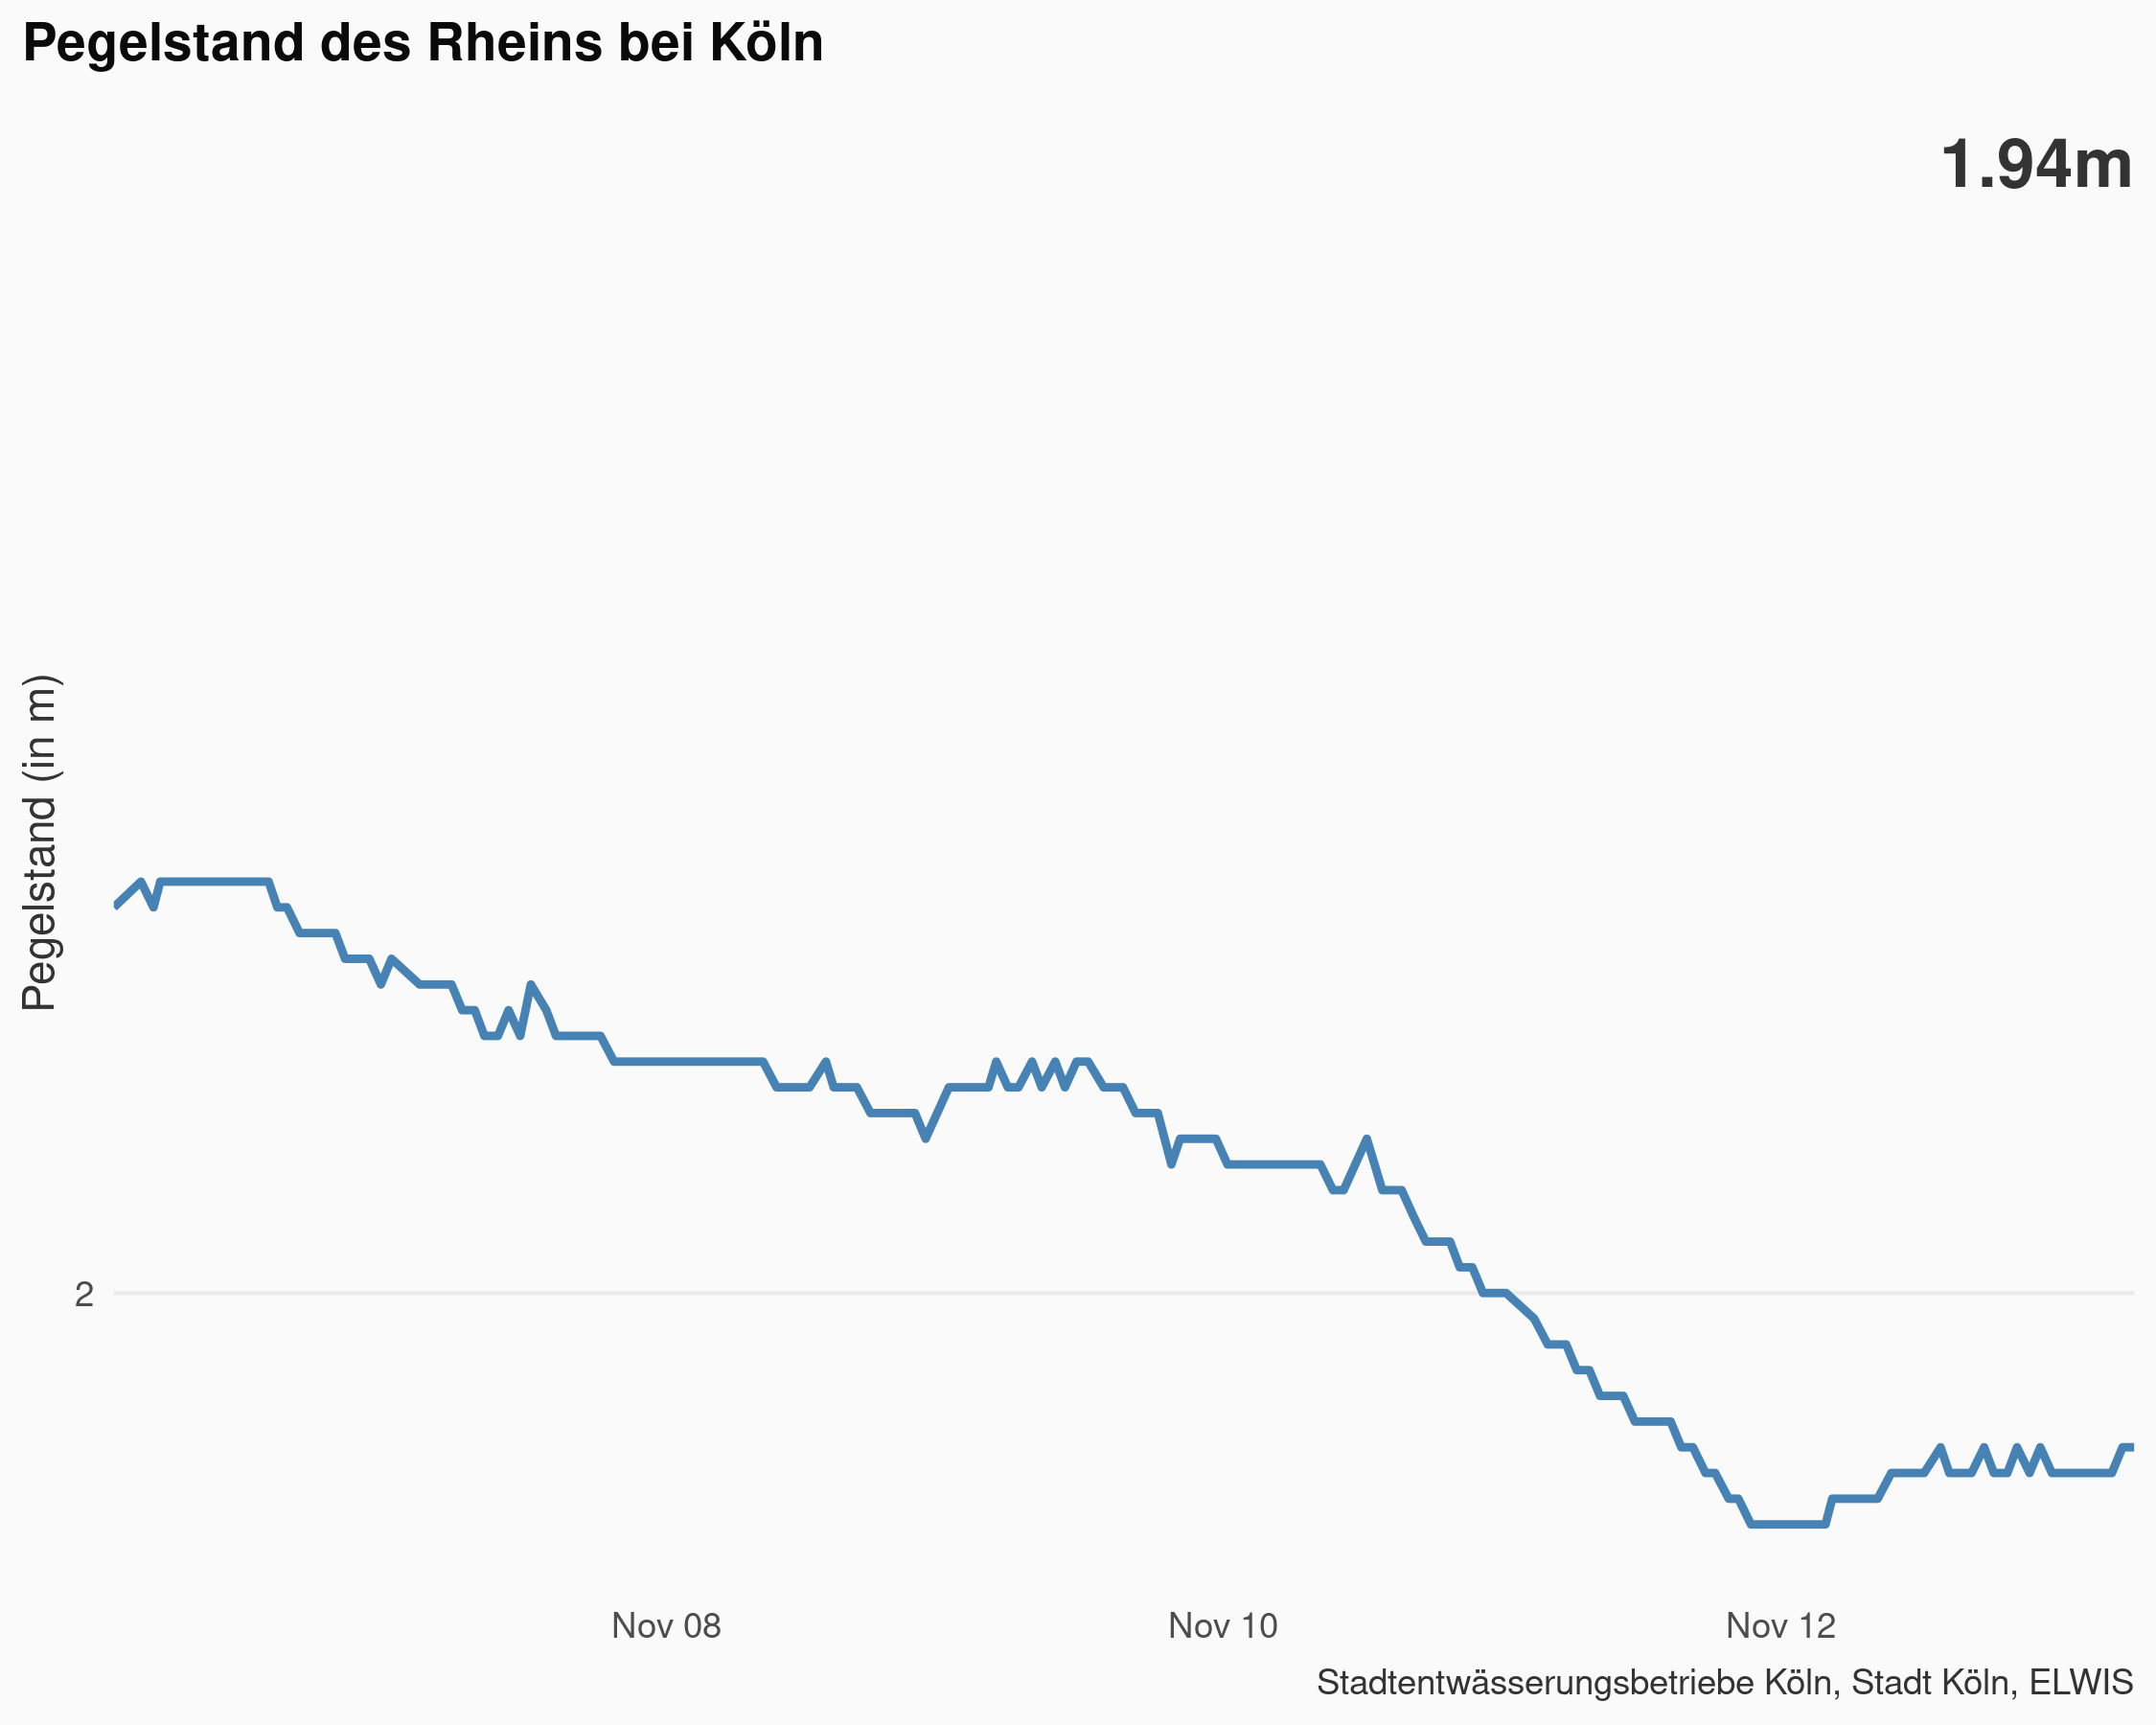 Pegelstand des Rheins bei Köln
1.94m
Pegelstand (in m)
2
Nov 08
Nov 10
Nov 12
Stadtentwässerungsbetriebe Köln, Stadt Köln, ELWIS